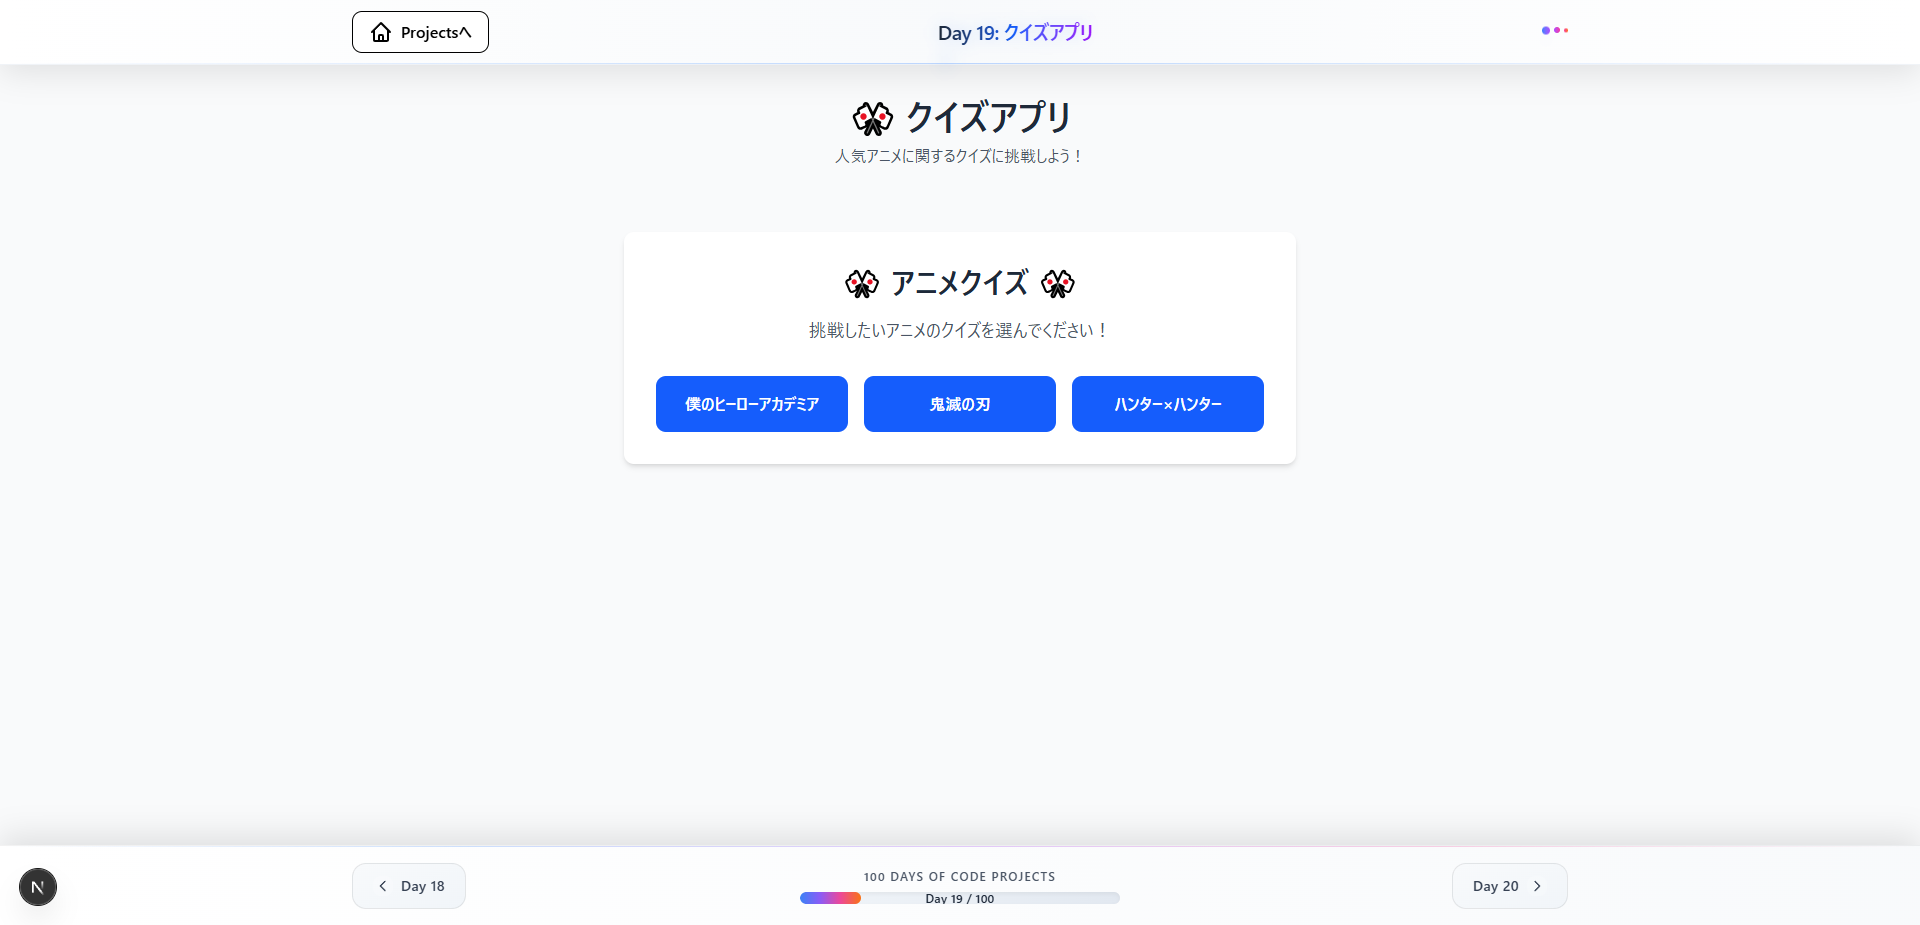 Projectsへ
Day 19: クイズアプリ
🎌 クイズアプリ
人気アニメに関するクイズに挑戦しよう！
🎌 アニメクイズ 🎌
挑戦したいアニメのクイズを選んでください！
僕のヒーローアカデミア
鬼滅の刃
ハンター×ハンター
N
Day 18
100 DAYS OF CODE PROJECTS
Day 19 / 100
Day 20